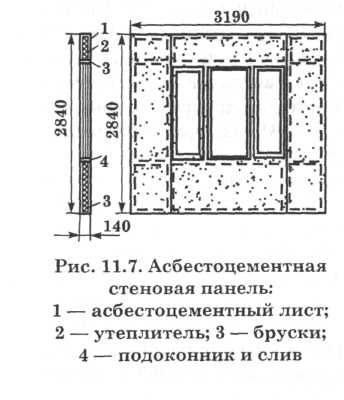 3190
1
2
3
2840
2840
4
3
140
Рис. 11.7. Асбестоцементная
стеновая панель:
1 — асбестоцементный лист;
2 — утеплитель; 3 — бруски;
4 — подоконник и слив